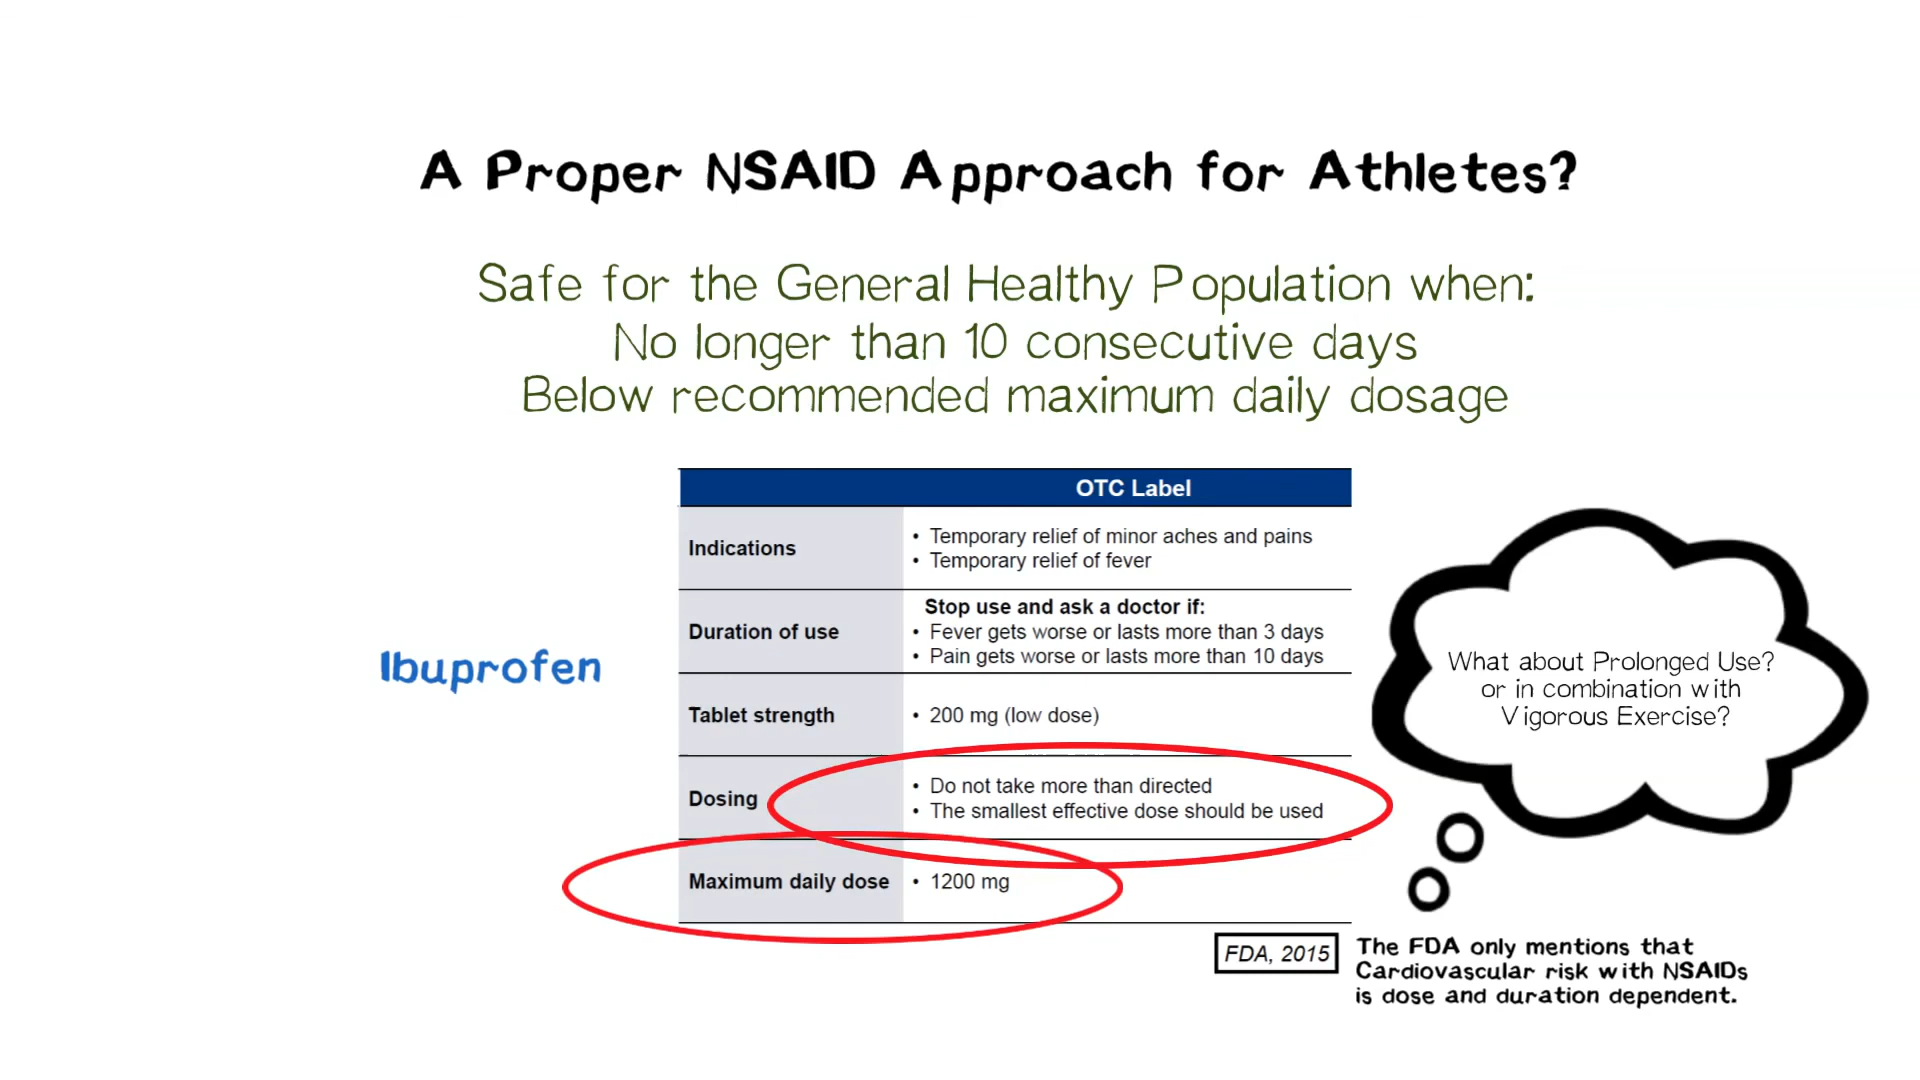 A Proper NSAID Approach for Athletes?
Safe for the General Healthy Population when:
No longer than 10 consecutive days
Below recommended maximum daily dosage
OTC Label
Indications
• Temporary relief of minor aches and pains
• Temporary relief of fever
Duration of use
Stop use and ask a doctor if:
• Fever gets worse or lasts more than 3 days
• Pain gets worse or lasts more than 10 days
Tablet strength
• 200 mg (low dose)
Dosing
• Do not take more than directed
• The smallest effective dose should be used
Maximum daily dose
• 1200 mg
Ibuprofen
What about Prolonged Use?
or in combination with
Vigorous Exercise?
FDA, 2015
The FDA only mentions that
Cardiovascular risk with NSAIDs
is dose and duration dependent.